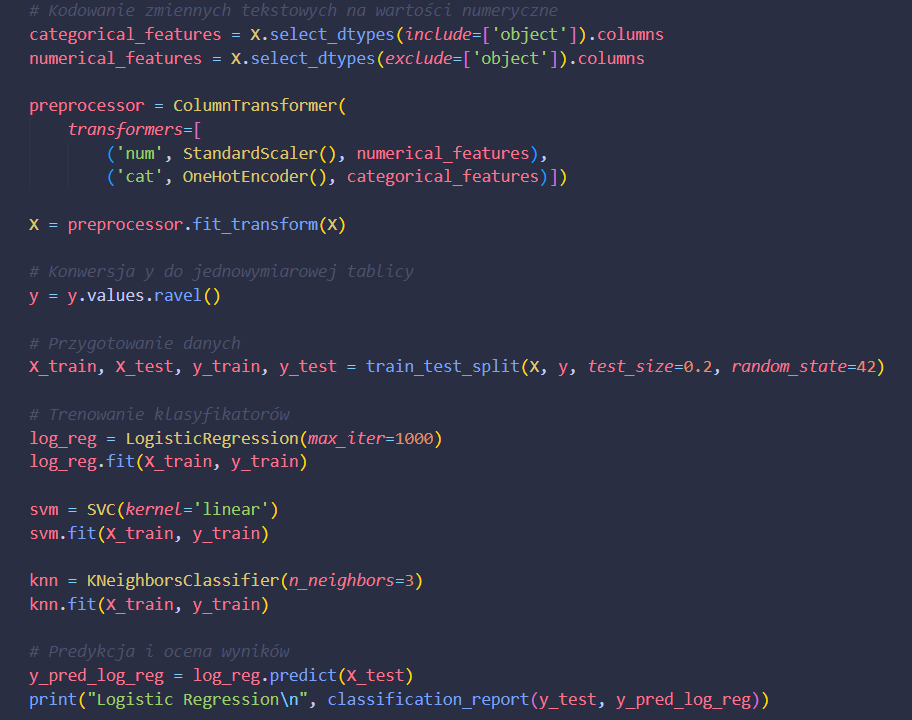 # Kodowanie zmiennych tekstowych na wartości numeryczne
categorical_features = X.select_dtypes(include=['object']).columns
numerical_features = X.select_dtypes(exclude=['object']).columns
preprocessor = ColumnTransformer(
    transformers=[
        ('num', StandardScaler(), numerical_features),
        ('cat', OneHotEncoder(), categorical_features)])
X = preprocessor.fit_transform(X)
# Konwersja y do jednowymiarowej tablicy
y = y.values.ravel()
# Przygotowanie danych
X_train, X_test, y_train, y_test = train_test_split(X, y, test_size=0.2, random_state=42)
# Trenowanie klasyfikatorów
log_reg = LogisticRegression(max_iter=1000)
log_reg.fit(X_train, y_train)
svm = SVC(kernel='linear')
svm.fit(X_train, y_train)
knn = KNeighborsClassifier(n_neighbors=3)
knn.fit(X_train, y_train)
# Predykcja i ocena wyników
y_pred_log_reg = log_reg.predict(X_test)
print("Logistic Regression\n", classification_report(y_test, y_pred_log_reg))